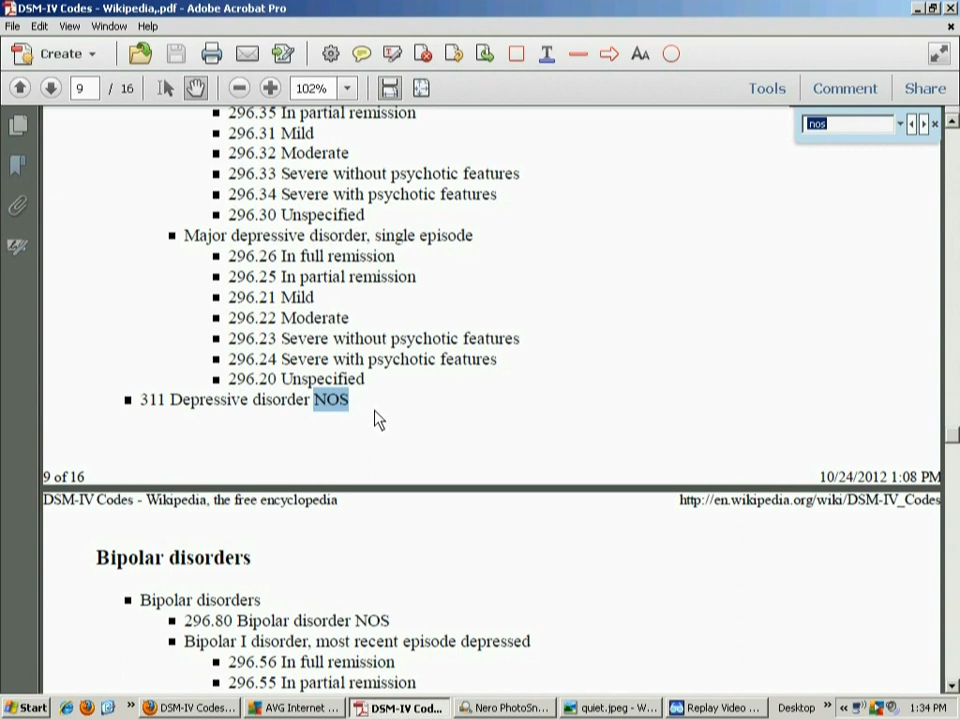 DSM-IV Codes - Wikipedia,.pdf - Adobe Acrobat Pro
File Edit View Window Help
Create
9 / 16 102% Tools Comment Share
nos
296.35 In partial remission
296.31 Mild
296.32 Moderate
296.33 Severe without psychotic features
296.34 Severe with psychotic features
296.30 Unspecified
Major depressive disorder, single episode
296.26 In full remission
296.25 In partial remission
296.21 Mild
296.22 Moderate
296.23 Severe without psychotic features
296.24 Severe with psychotic features
296.20 Unspecified
311 Depressive disorder NOS
9 of 16 10/24/2012 1:08 PM
DSM-IV Codes - Wikipedia, the free encyclopedia http://en.wikipedia.org/wiki/DSM-IV_Codes
Bipolar disorders
Bipolar disorders
296.80 Bipolar disorder NOS
Bipolar I disorder, most recent episode depressed
296.56 In full remission
296.55 In partial remission
Start DSM-IV Codes... AVG Internet ... DSM-IV Cod... Nero PhotoSn... quiet.jpeg - W... Replay Video ... Desktop 1:34 PM